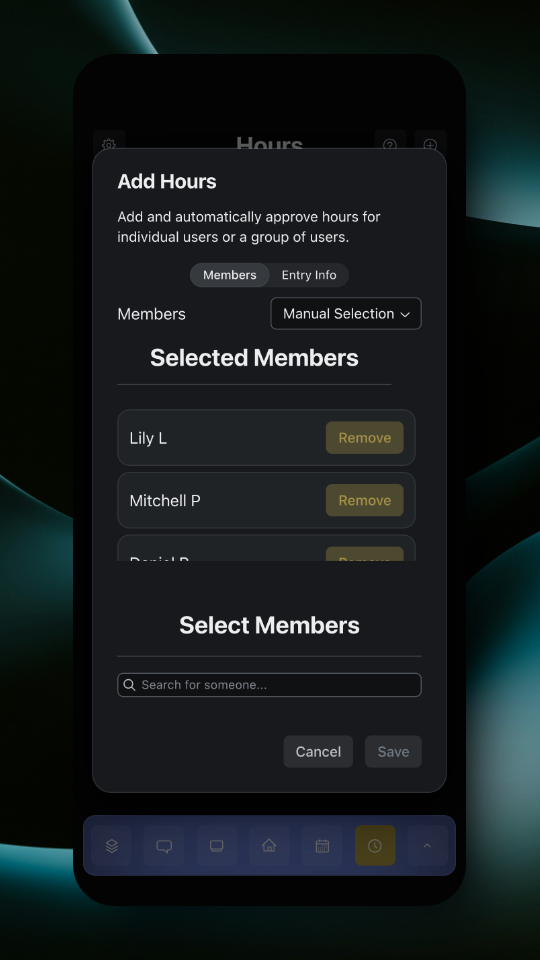 Hours
Add Hours
Add and automatically approve hours for
individual users or a group of users.
Members Entry Info
Members Manual Selection
Selected Members
Lily L Remove
Mitchell P Remove
Remove
Select Members
Search for someone...
Cancel Save